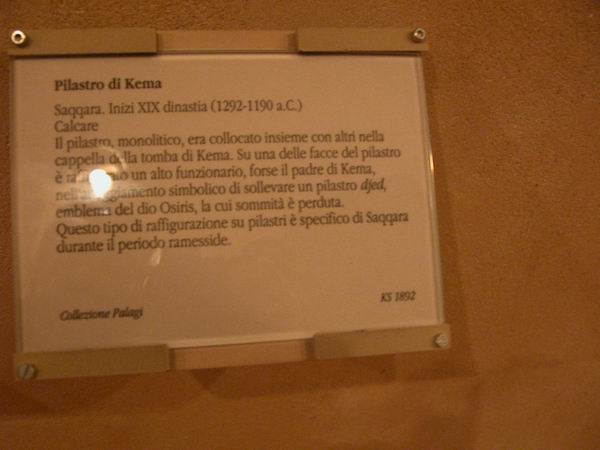 Pilastro di Kema
Saqqara. Inizi XIX dinastia (1292-1190 a.C.)
Calcare
Il pilastro, monolitico, era collocato insieme con altri nella
cappella della tomba di Kema. Su una delle facce del pilastro
è un alto funzionario, forse il padre di Kema,
simbolico di sollevare un pilastro djed,
emblema del dio Osiris, la cui sommità è perduta.
Questo tipo di raffigurazione su pilastri è specifico di Saqqara
durante il periodo ramesside.
KS 1892
Collezione Palagi